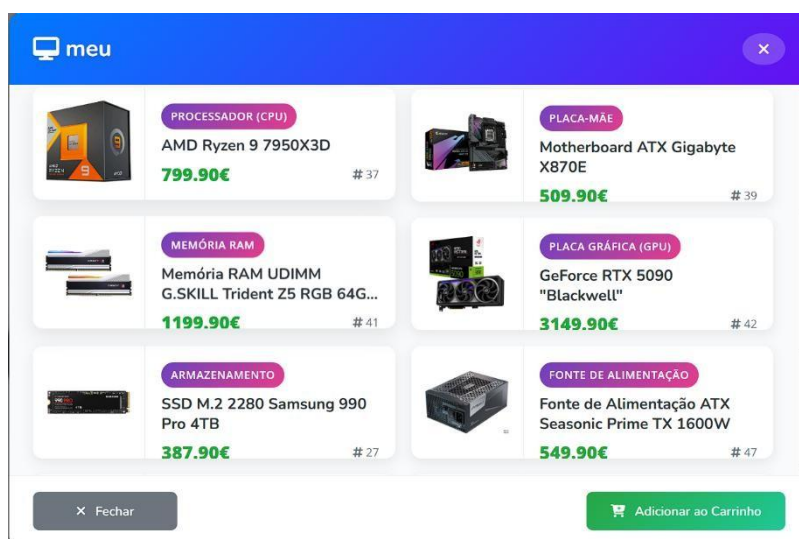 meu
PROCESSADOR (CPU)
AMD Ryzen 9 7950X3D
799.90€
# 37
PLACA-MÃE
Motherboard ATX Gigabyte
X870E
509.90€
# 39
MEMÓRIA RAM
Memória RAM UDIMM
G.SKILL Trident Z5 RGB 64G...
1199.90€
# 41
PLACA GRÁFICA (GPU)
GeForce RTX 5090
"Blackwell"
3149.90€
# 42
ARMAZENAMENTO
SSD M.2 2280 Samsung 990
Pro 4TB
387.90€
# 27
FONTE DE ALIMENTAÇÃO
Fonte de Alimentação ATX
Seasonic Prime TX 1600W
549.90€
# 47
× Fechar
Adicionar ao Carrinho